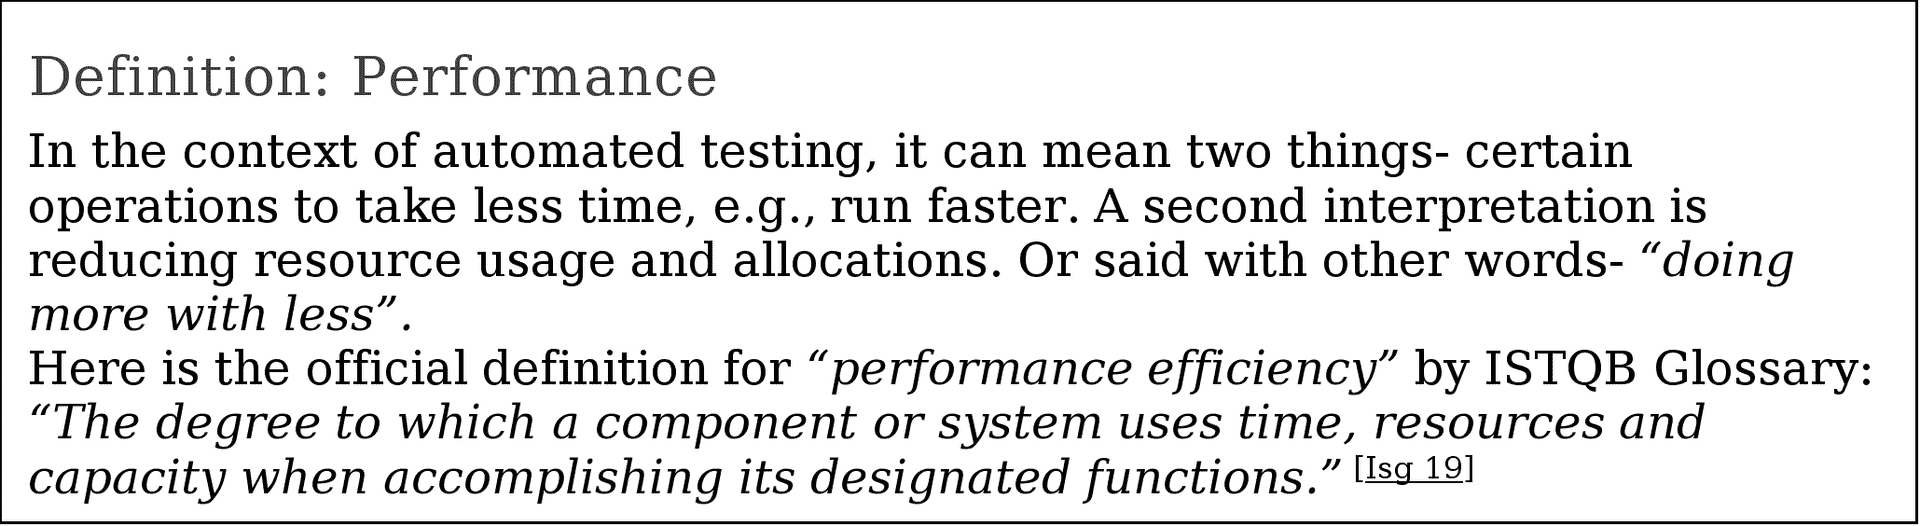 Definition: Performance
In the context of automated testing, it can mean two things- certain
operations to take less time, e.g., run faster. A second interpretation is
reducing resource usage and allocations. Or said with other words- “doing
more with less”.
Here is the official definition for “performance efficiency” by ISTQB Glossary:
“The degree to which a component or system uses time, resources and
capacity when accomplishing its designated functions.” [Isg 19]